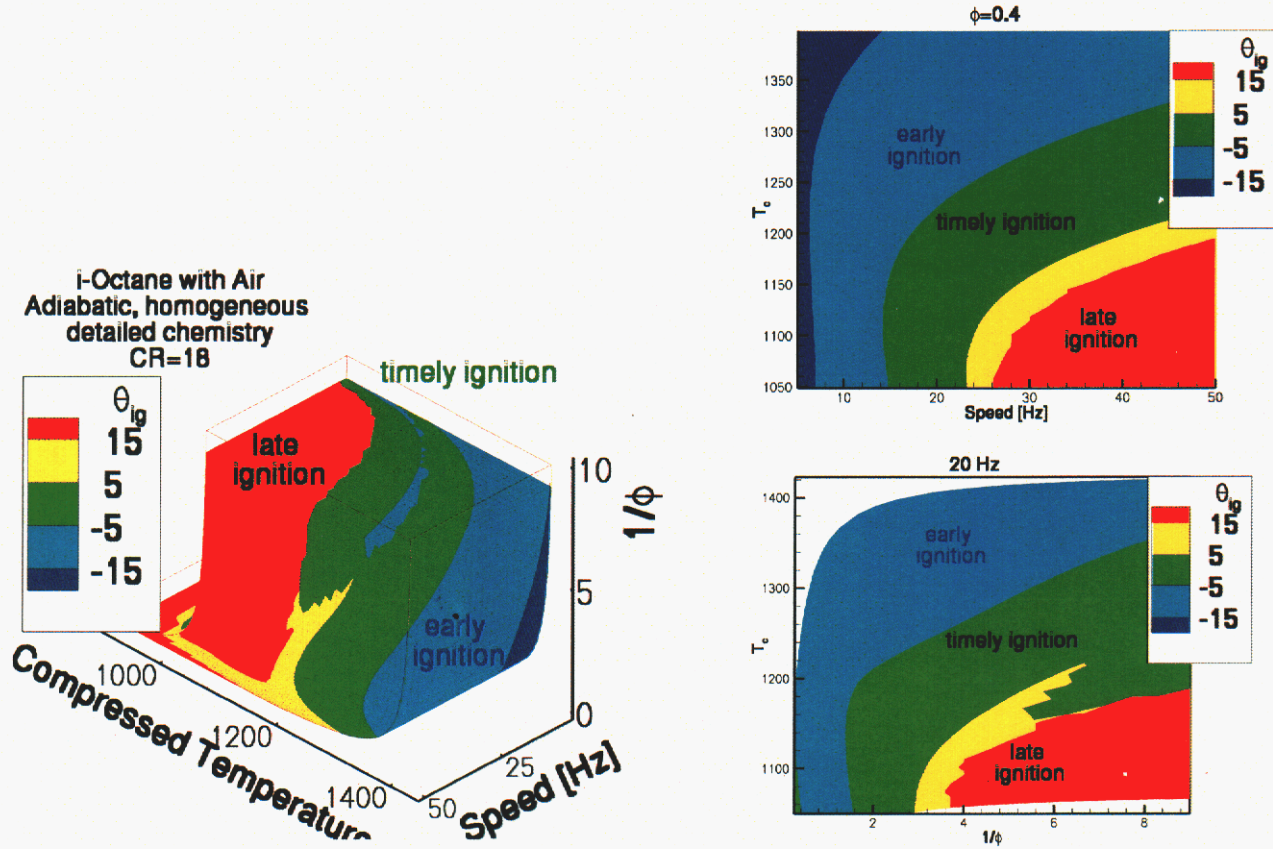 i-Octane with Air
Adiabatic, homogeneous
detailed chemistry
CR=18
θig
15
5
-5
-15
timely ignition
late
ignition
early
ignition
10
5
0
1/ϕ
1000
1200
1400
Compressed Temperature
50
25
Speed [Hz]
ϕ=0.4
θig
15
5
-5
-15
1350
1300
1250
1200
1150
1100
1050
Tc
early
ignition
timely ignition
late
ignition
10
20
30
40
50
Speed [Hz]
20 Hz
θig
15
5
-5
-15
1400
1300
1200
1100
Tc
early
ignition
timely ignition
late
ignition
2
4
6
8
1/ϕ